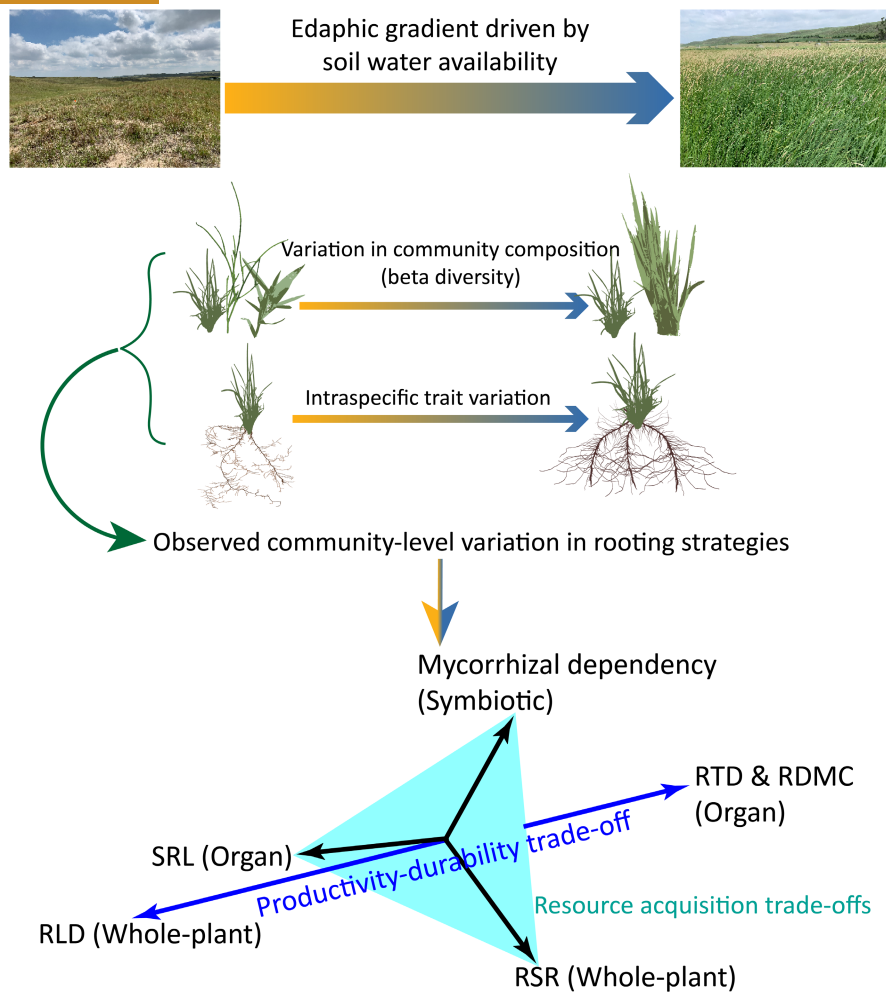 Edaphic gradient driven by
soil water availability
Variation in community composition
(beta diversity)
Intraspecific trait variation
Observed community-level variation in rooting strategies
Mycorrhizal dependency
(Symbiotic)
RTD & RDMC
(Organ)
SRL (Organ)
Productivity-durability trade-off
Resource acquisition trade-offs
RLD (Whole-plant)
RSR (Whole-plant)